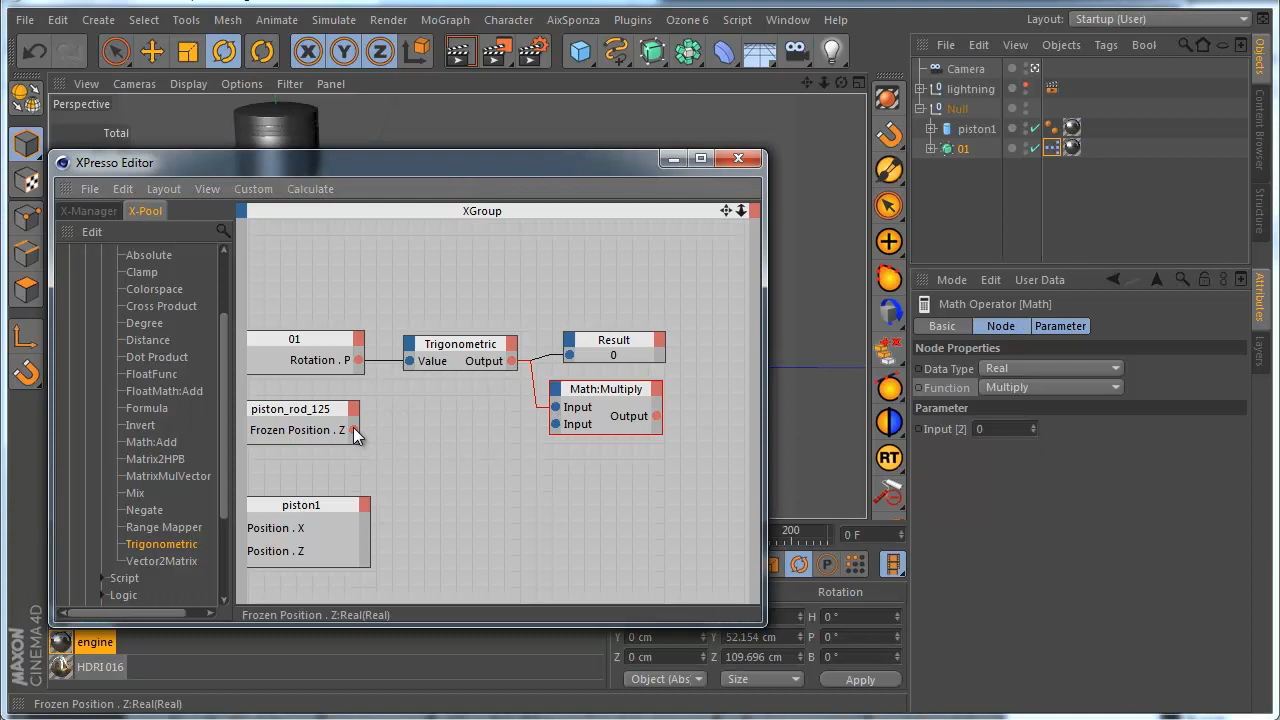 File Edit Create Select Tools Mesh Animate Simulate Render MoGraph Character AixSponza Plugins Ozone 6 Script Window Help Layout: Startup (User)
X Y Z
View Cameras Display Options Filter Panel
Perspective
Total
XPresso Editor
File Edit Layout View Custom Calculate
X-Manager X-Pool
Edit
Absolute
Clamp
Colorspace
Cross Product
Degree
Distance
Dot Product
FloatFunc
FloatMath:Add
Formula
Invert
Math:Add
Matrix2HPB
MatrixMulVector
Mix
Negate
Range Mapper
Trigonometric
Vector2Matrix
Script
Logic
XGroup
01
Rotation . P
Trigonometric
Value Output
Result
0
Math:Multiply
Input
Input
Output
piston_rod_125
Frozen Position . Z
piston1
Position . X
Position . Z
Frozen Position . Z:Real(Real)
RT
File Edit View Objects Tags Bool
Camera
lightning
Null
piston1
01
Objects
Content Browser
Structure
Mode Edit User Data
Math Operator [Math]
Basic Node Parameter
Node Properties
Data Type Real
Function Multiply
Parameter
Input [2] 0
Attributes
Layers
200
0 F
P
Rotation
H 0 °
Y 0 cm Y 52.154 cm P 0 °
Z 0 cm Z 109.696 cm B 0 °
Object (Abs) Size Apply
engine
HDRI 016
MAXON
CINEMA 4D
Frozen Position . Z:Real(Real)